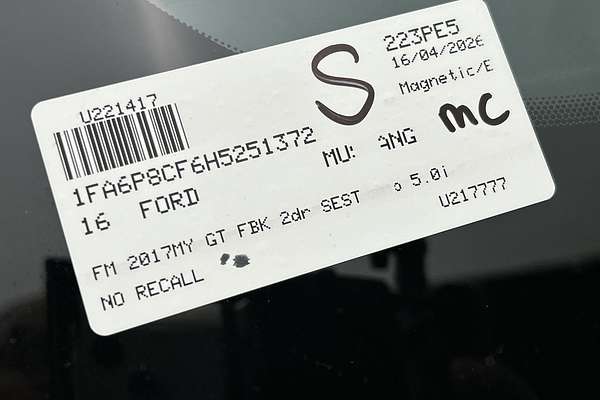 U221417
S
223PE5
16/04/2026
Magnetic/E
1FA6P8CF6H5251372
MC
16 FORD MU ANG
FM 2017MY GT FBK 2dr SEST 5.0i
U217777
NO RECALL